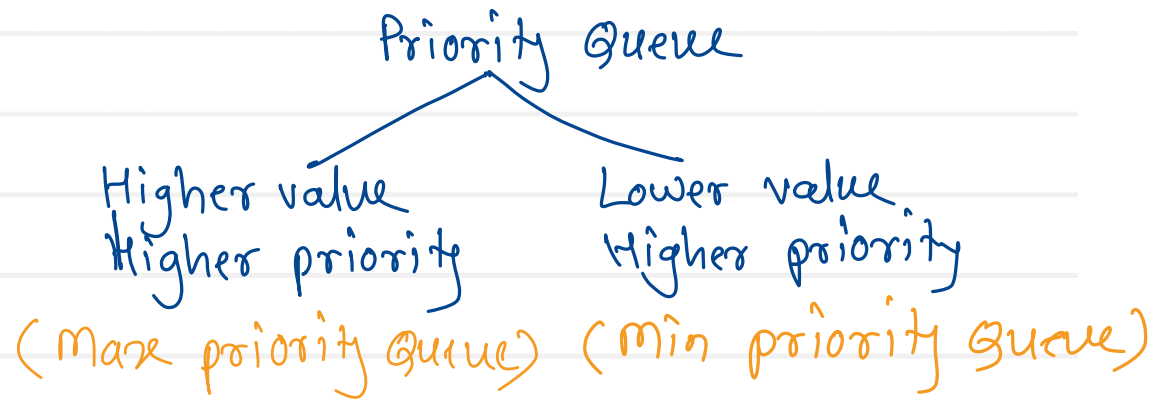 Priority Queue
Higher value
Higher priority
(Max priority Queue)
Lower value
Higher priority
(Min priority Queue)